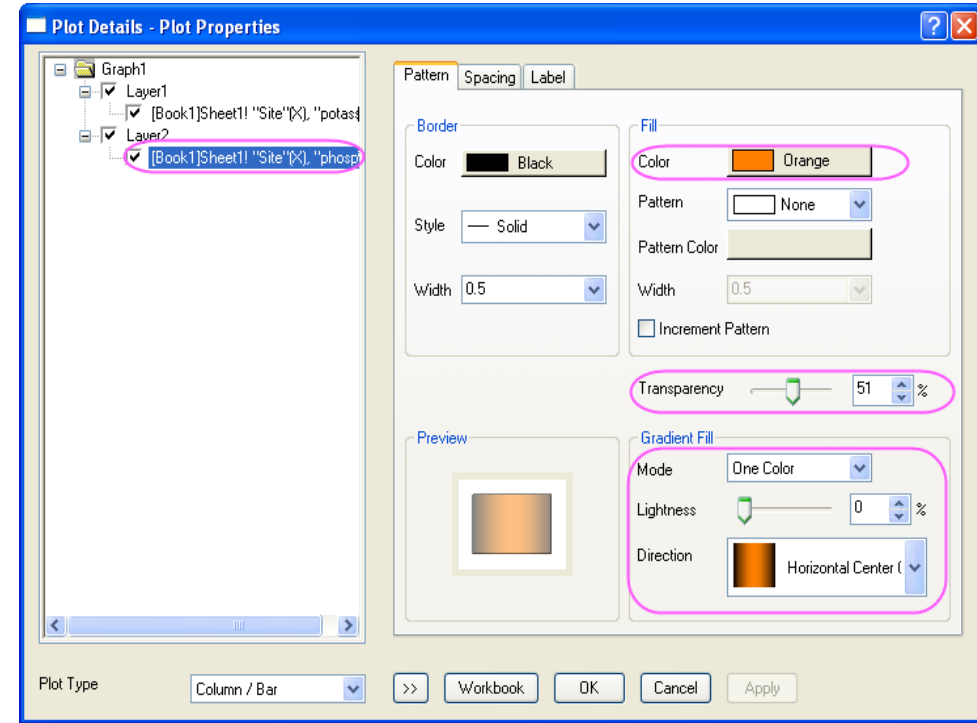 Plot Details - Plot Properties
Graph1
Layer1
[Book1]Sheet1! "Site"(X), "potass
Layer2
[Book1]Sheet1! "Site"(X), "phosp
Pattern Spacing Label
Border
Color Black
Style Solid
Width 0.5
Fill
Color Orange
Pattern None
Pattern Color
Width 0.5
Increment Pattern
Transparency 51 %
Preview
Gradient Fill
Mode One Color
Lightness 0 %
Direction Horizontal Center (
Plot Type Column / Bar >> Workbook OK Cancel Apply